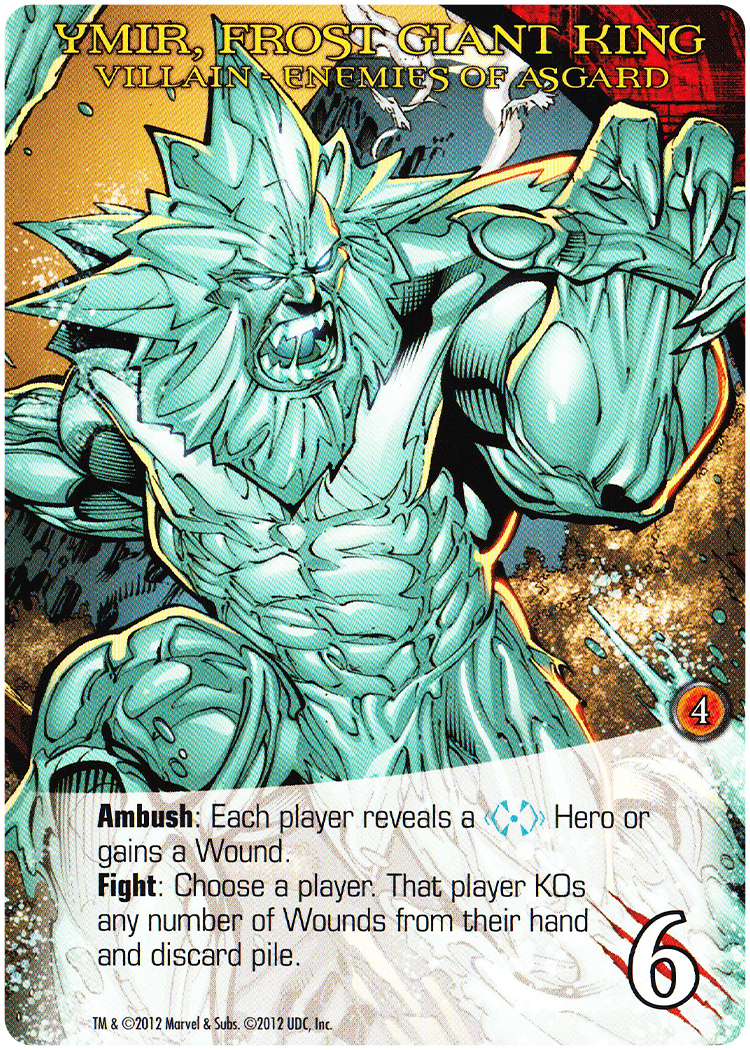 YMIR, FROST GIANT KING
VILLAIN - ENEMIES OF ASGARD
4
Ambush: Each player reveals a Hero or
gains a Wound.
Fight: Choose a player. That player KOs
any number of Wounds from their hand
and discard pile.
6
TM & ©2012 Marvel & Subs. ©2012 UDC, Inc.